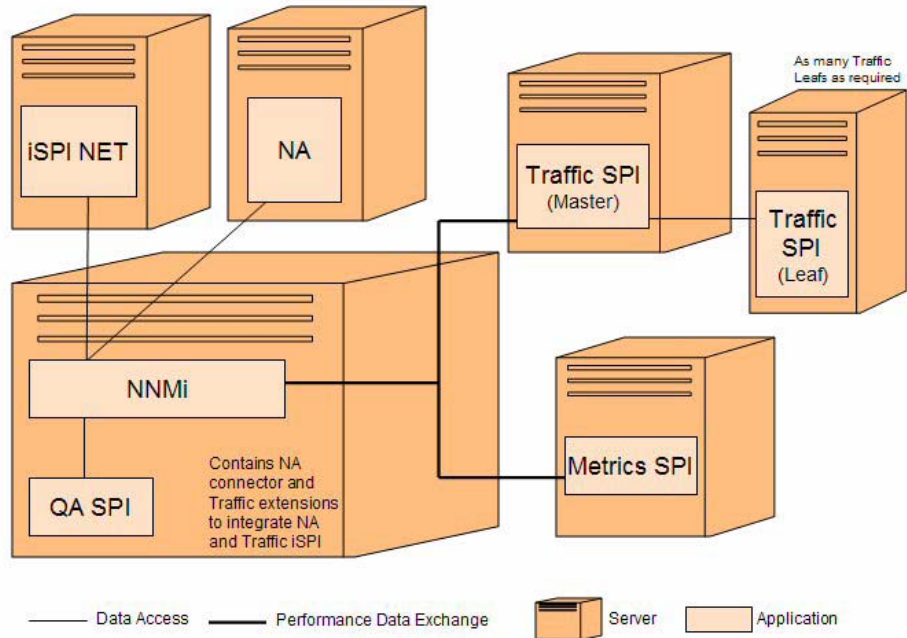 As many Traffic
Leafs as required
iSPI NET
NA
Traffic SPI
(Master)
Traffic
SPI
(Leaf)
NNMi
QA SPI
Contains NA
connector and
Traffic extensions
to integrate NA
and Traffic iSPI
Metrics SPI
Data Access
Performance Data Exchange
Server
Application